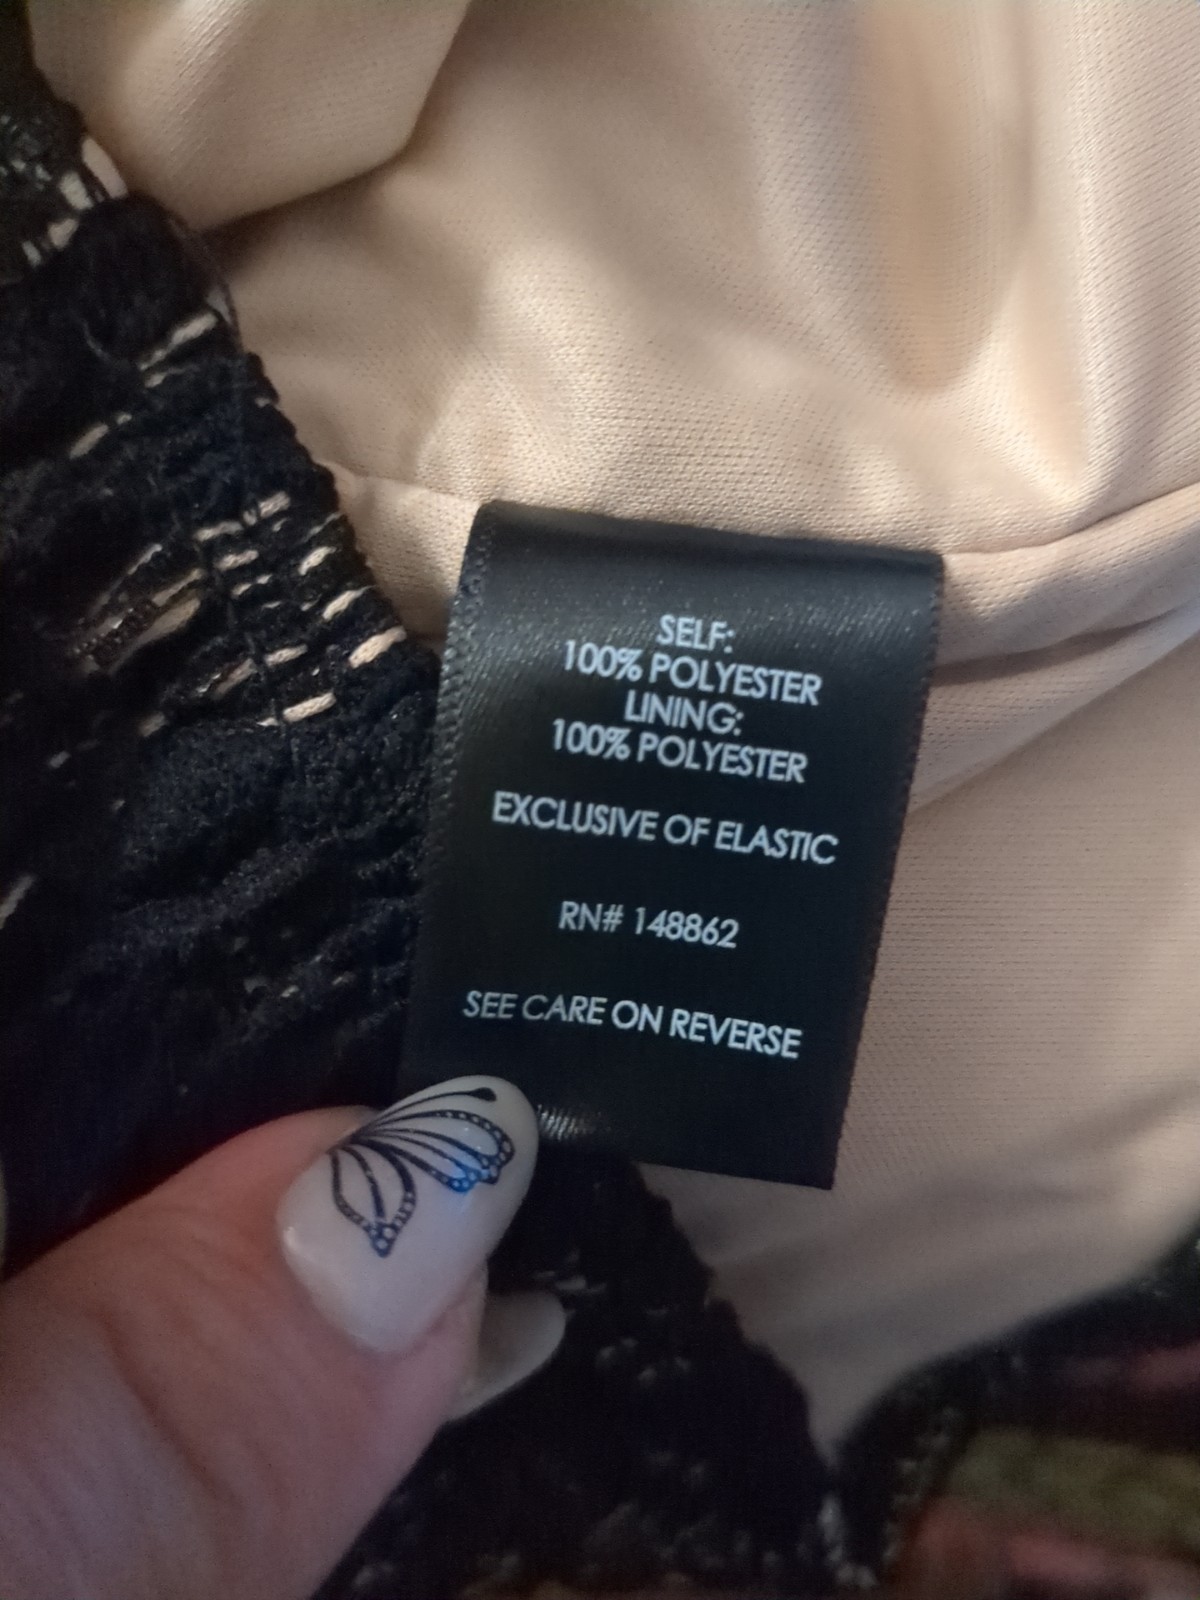 SELF:
100% POLYESTER
LINING:
100% POLYESTER
EXCLUSIVE OF ELASTIC
RN# 148862
SEE CARE ON REVERSE